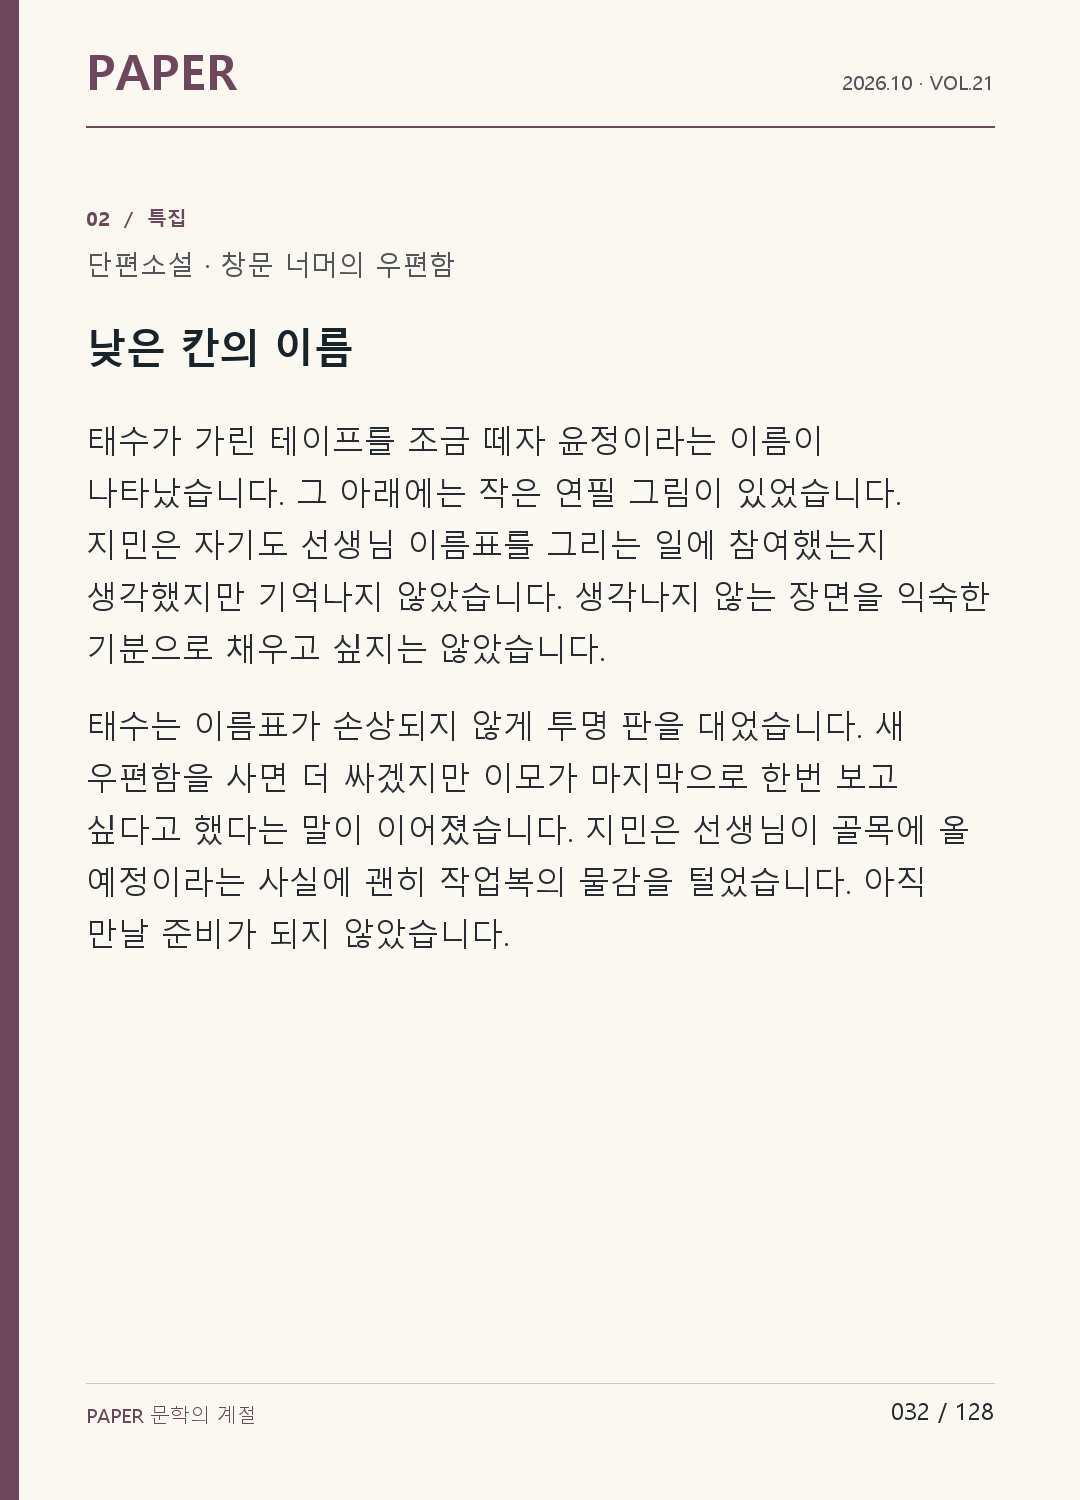 PAPER
2026.10 · VOL.21
02 / 특집
단편소설 · 창문 너머의 우편함
낮은 칸의 이름
태수가 가린 테이프를 조금 떼자 윤정이라는 이름이
나타났습니다. 그 아래에는 작은 연필 그림이 있었습니다.
지민은 자기도 선생님 이름표를 그리는 일에 참여했는지
생각했지만 기억나지 않았습니다. 생각나지 않는 장면을 익숙한
기분으로 채우고 싶지는 않았습니다.
태수는 이름표가 손상되지 않게 투명 판을 대었습니다. 새
우편함을 사면 더 싸겠지만 이모가 마지막으로 한번 보고
싶다고 했다는 말이 이어졌습니다. 지민은 선생님이 골목에 올
예정이라는 사실에 괜히 작업복의 물감을 털었습니다. 아직
만날 준비가 되지 않았습니다.
PAPER 문학의 계절
032 / 128